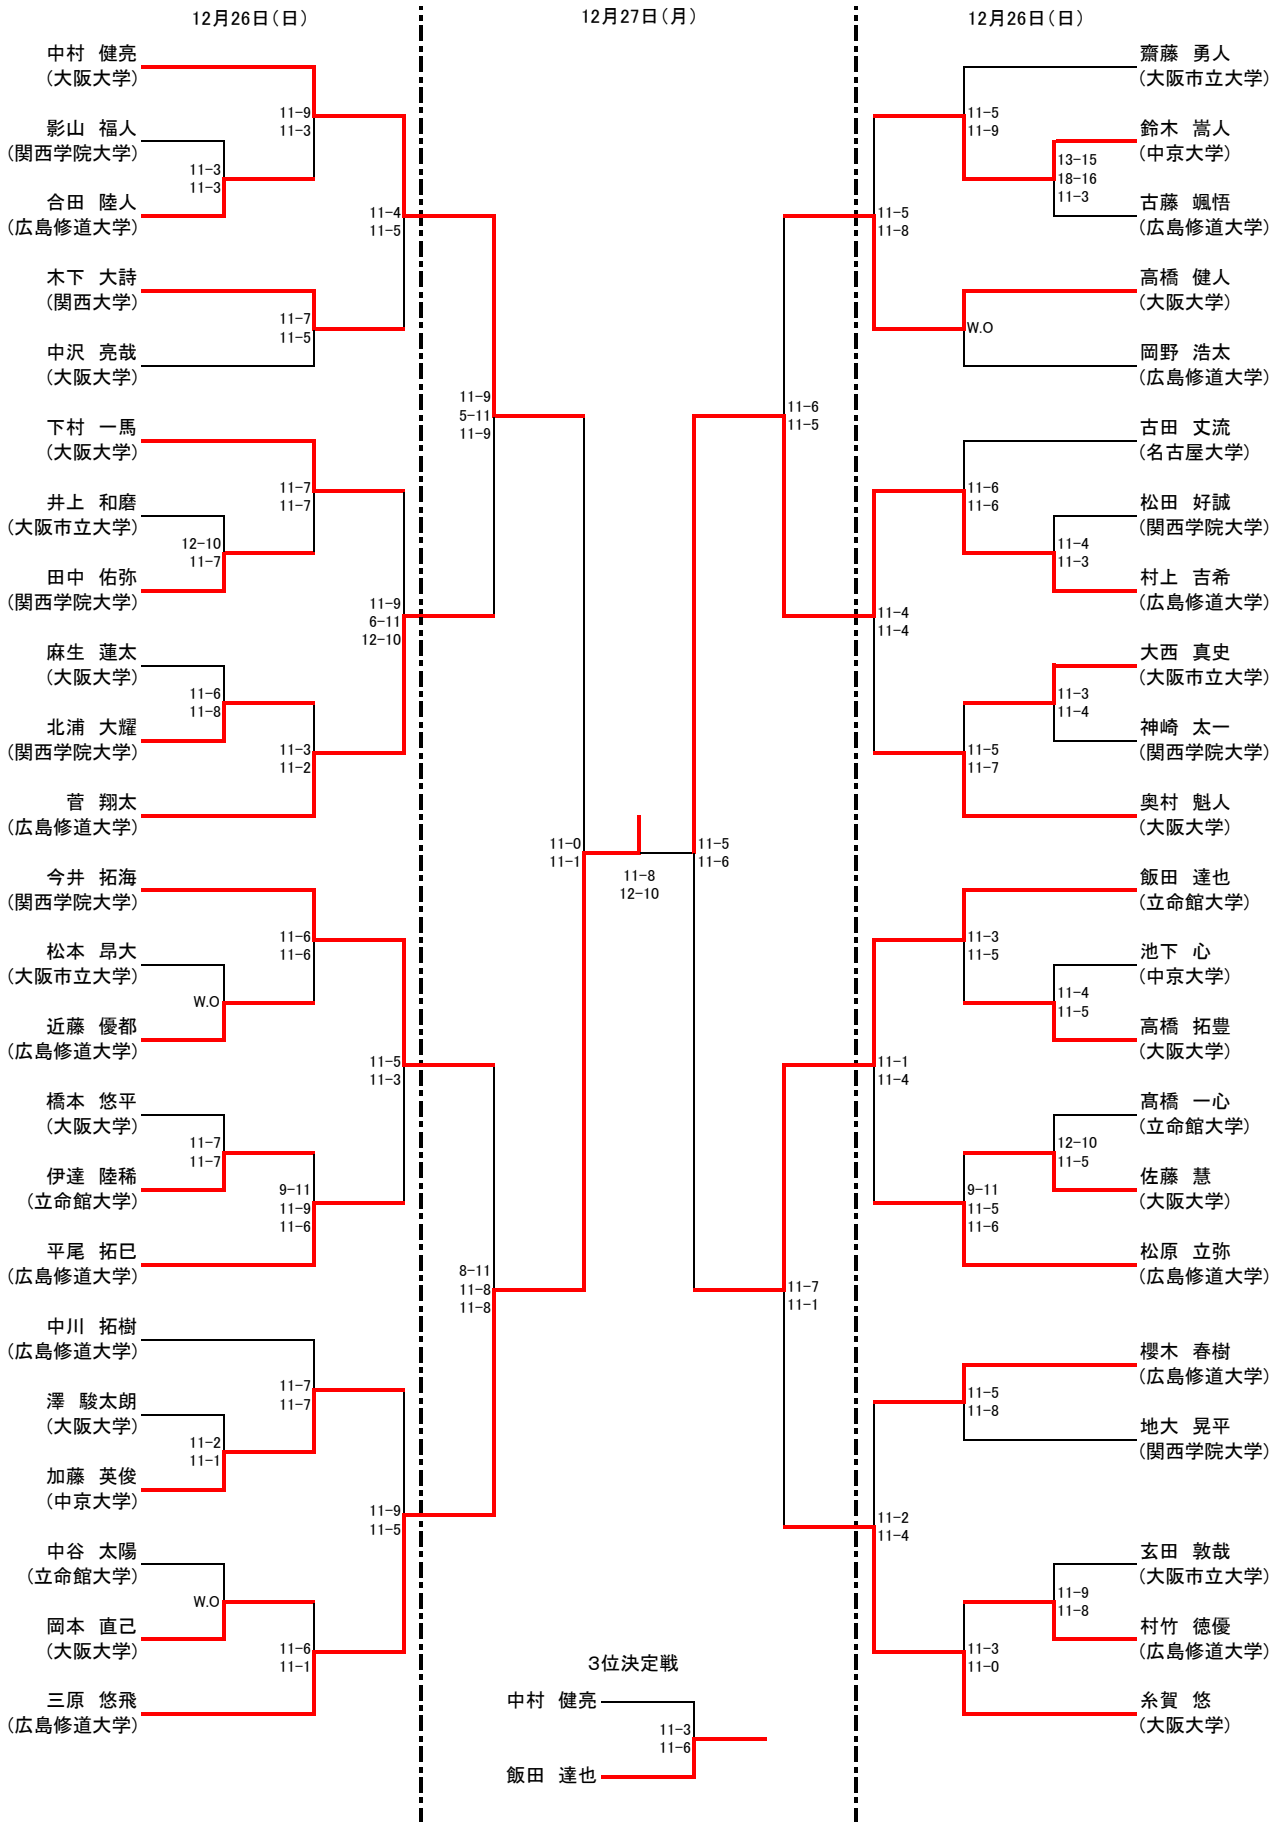 12月26日(日)
中村 健亮
(大阪大学)
11-9
11-3
影山 福人
(関西学院大学)
11-3
11-3
合田 陸人
(広島修道大学)
11-4
11-5
木下 大詩
(関西大学)
11-7
11-5
中沢 亮哉
(大阪大学)
下村 一馬
(大阪大学)
11-7
11-7
井上 和磨
(大阪市立大学)
12-10
11-7
田中 佑弥
(関西学院大学)
11-9
6-11
12-10
麻生 蓮太
(大阪大学)
11-6
11-8
北浦 大耀
(関西学院大学)
11-3
11-2
菅 翔太
(広島修道大学)
今井 拓海
(関西学院大学)
11-6
11-6
松本 昂大
(大阪市立大学)
W.O
近藤 優都
(広島修道大学)
11-5
11-3
橋本 悠平
(大阪大学)
11-7
11-7
伊達 陸稀
(立命館大学)
9-11
11-9
11-6
平尾 拓巳
(広島修道大学)
中川 拓樹
(広島修道大学)
11-7
11-7
澤 駿太朗
(大阪大学)
11-2
11-1
加藤 英俊
(中京大学)
11-9
11-5
中谷 太陽
(立命館大学)
W.O
岡本 直己
(大阪大学)
11-6
11-1
三原 悠飛
(広島修道大学)
12月27日(月)
11-9
5-11
11-9
11-6
11-5
11-0
11-1
11-8
12-10
11-5
11-6
8-11
11-8
11-8
11-7
11-1
3位決定戦
中村 健亮
11-3
11-6
飯田 達也
12月26日(日)
齋藤 勇人
(大阪市立大学)
11-5
11-9
鈴木 嵩人
(中京大学)
13-15
18-16
11-3
古藤 颯悟
(広島修道大学)
11-5
11-8
高橋 健人
(大阪大学)
W.O
岡野 浩太
(広島修道大学)
古田 丈流
(名古屋大学)
11-6
11-6
松田 好誠
(関西学院大学)
11-4
11-3
村上 吉希
(広島修道大学)
11-4
11-4
大西 真史
(大阪市立大学)
11-3
11-4
神崎 太一
(関西学院大学)
11-5
11-7
奥村 魁人
(大阪大学)
飯田 達也
(立命館大学)
11-3
11-5
池下 心
(中京大学)
11-4
11-5
高橋 拓豊
(大阪大学)
11-1
11-4
髙橋 一心
(立命館大学)
12-10
11-5
佐藤 慧
(大阪大学)
9-11
11-5
11-6
松原 立弥
(広島修道大学)
櫻木 春樹
(広島修道大学)
11-5
11-8
地大 晃平
(関西学院大学)
11-2
11-4
玄田 敦哉
(大阪市立大学)
11-9
11-8
村竹 徳優
(広島修道大学)
11-3
11-0
糸賀 悠
(大阪大学)